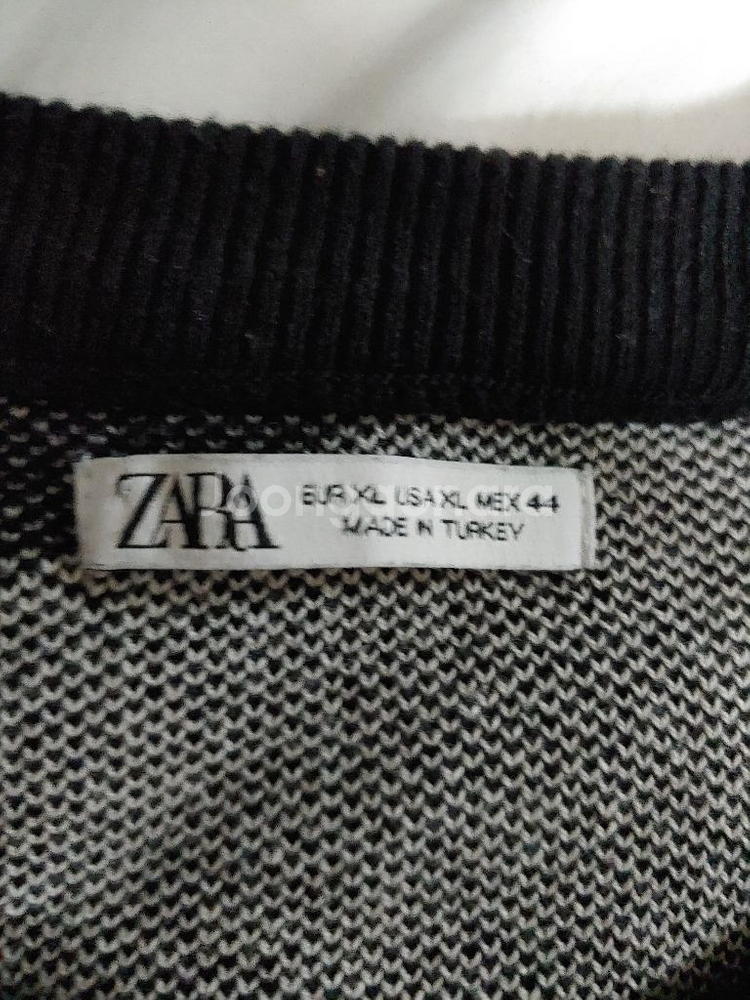 ZARA
EUR XL USA XL MEX 44
MADE IN TURKEY